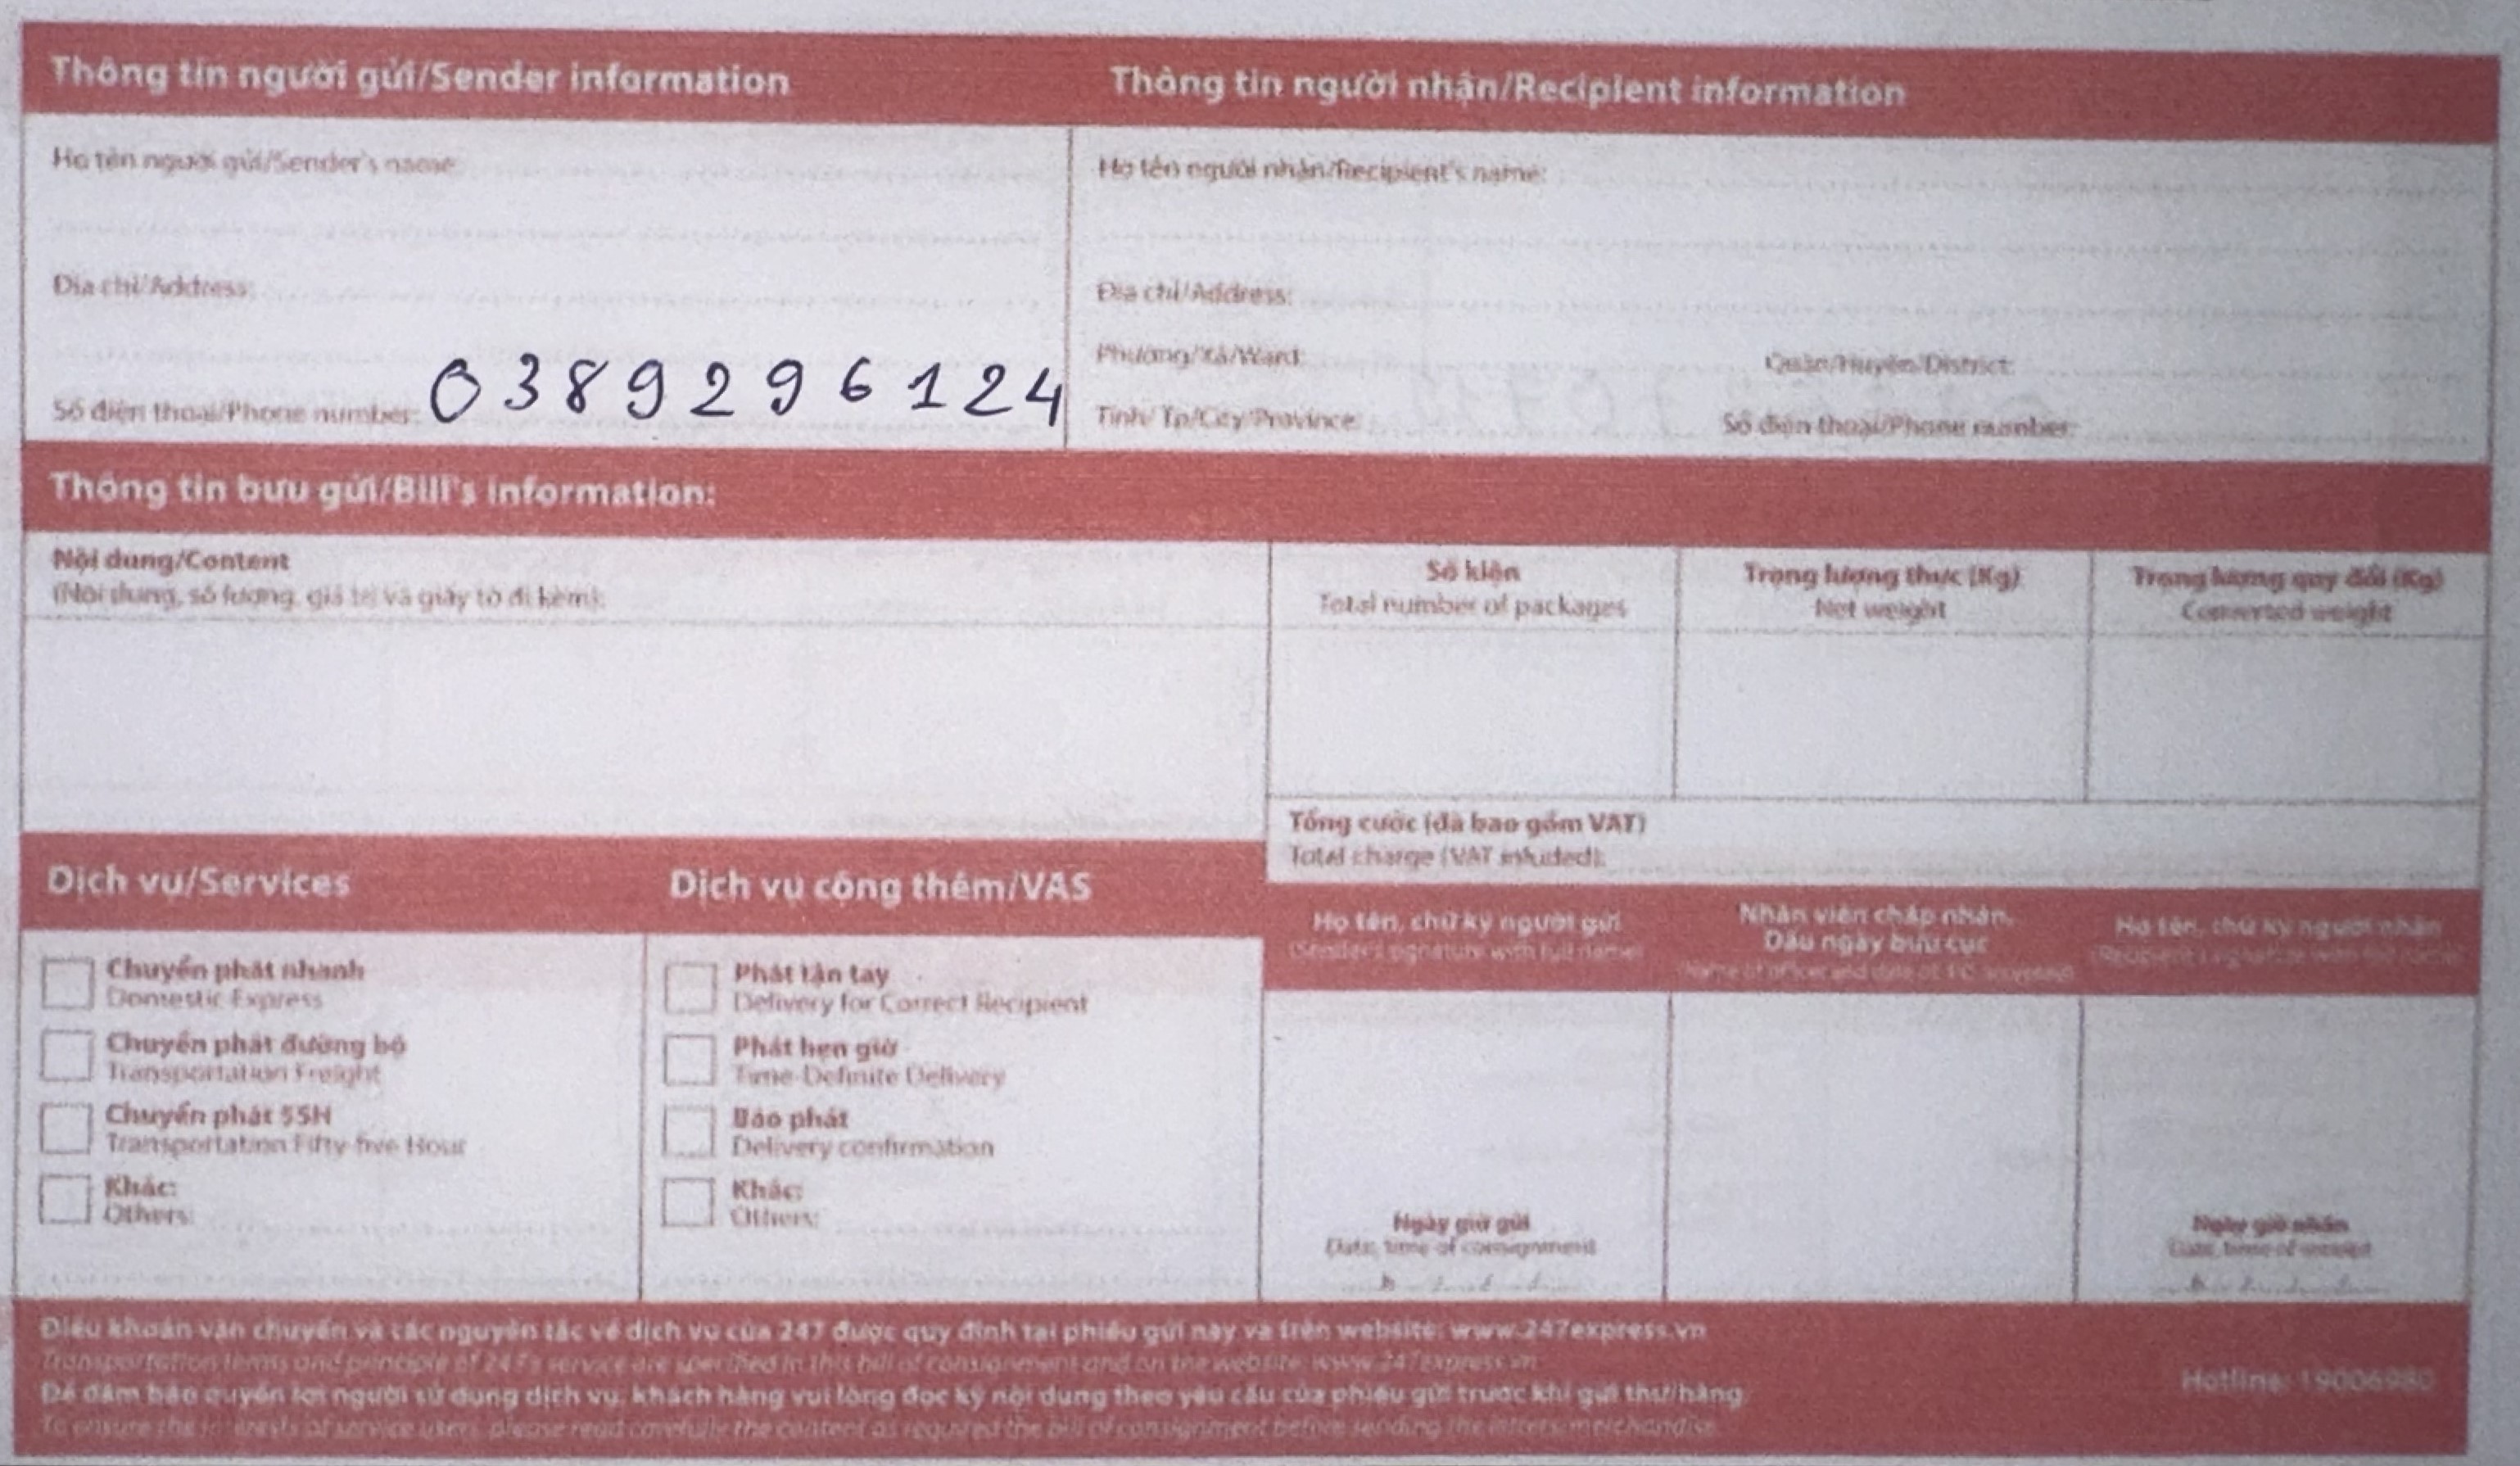 Thông tin người gửi/Sender information
Thông tin người nhận/Recipient information
Họ tên người gửi/Sender's name:
Họ tên người nhận/Recipient's name:
Địa chỉ/Address:
Địa chỉ/Address:
Phường/Xã/Ward:
Quận/Huyện/District:
Số điện thoại/Phone number: 0389296124
Tỉnh/ Tp/City/Province:
Số điện thoại/Phone number:
Thông tin bưu gửi/Bill's information:
Nội dung/Content
(Nội dung, số lượng, giá trị và giấy tờ đi kèm):
Số kiện
Total number of packages
Trọng lượng thực (Kg)
Net weight
Trọng lượng quy đổi (Kg)
Converted weight
Tổng cước (đã bao gồm VAT)
Total charge (VAT included):
Dịch vụ/Services
Dịch vụ cộng thêm/VAS
Họ tên, chữ ký người gửi
(Sender's signature with full name)
Nhân viên chấp nhận.
Dấu ngày bưu cục
Họ tên, chữ ký người nhận
(Recipient's signature with full name)
Chuyển phát nhanh
Domestic Express
Chuyển phát đường bộ
Transportation Freight
Chuyển phát 55H
Transportation Fifty-five Hour
Khác:
Others:
Phát tận tay
Delivery for Correct Recipient
Phát hẹn giờ
Time-Definite Delivery
Báo phát
Delivery confirmation
Khác:
Others:
Ngày giờ gửi
Date, time of consignment
Ngày giờ nhận
Date, time of receipt
Điều khoản vận chuyển và các nguyên tắc về dịch vụ của 247 được quy định tại phiếu gửi này và trên website: www.247express.vn
Transportation terms and principle of 247's service are specified in this bill of consignment and on the website: www.247express.vn
Để đảm bảo quyền lợi người sử dụng dịch vụ, khách hàng vui lòng đọc kỹ nội dung theo yêu cầu của phiếu gửi trước khi gửi thư/hàng
To ensure the interests of service users, please read carefully the content as required the bill of consignment before sending the letters/merchandise
Hotline: 19006980